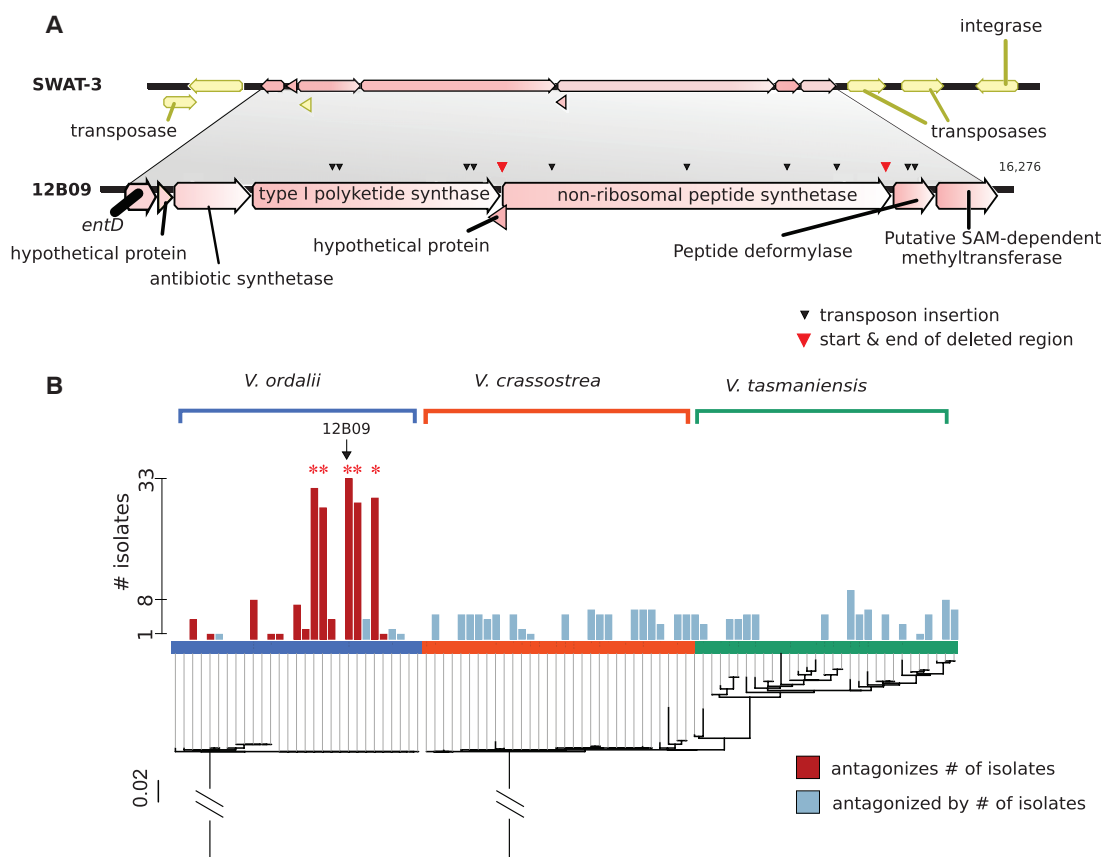 A
integrase
SWAT-3
transposase
transposases
16,276
12B09
type I polyketide synthase
non-ribosomal peptide synthetase
entD
hypothetical protein
antibiotic synthetase
hypothetical protein
Peptide deformylase
Putative SAM-dependent
methyltransferase
transposon insertion
start & end of deleted region
B
V. ordalii
V. crassostrea
V. tasmaniensis
12B09
** ** *
# isolates
33
8
1
0.02
antagonizes # of isolates
antagonized by # of isolates